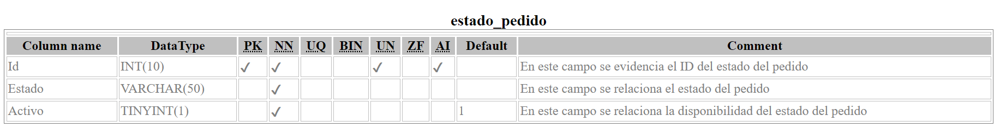 estado_pedido
Column name DataType PK NN UQ BIN UN ZF AI Default Comment
Id INT(10) ✓ ✓ ✓ ✓ En este campo se evidencia el ID del estado del pedido
Estado VARCHAR(50) ✓ En este campo se relaciona el estado del pedido
Activo TINYINT(1) ✓ 1 En este campo se relaciona la disponibilidad del estado del pedido